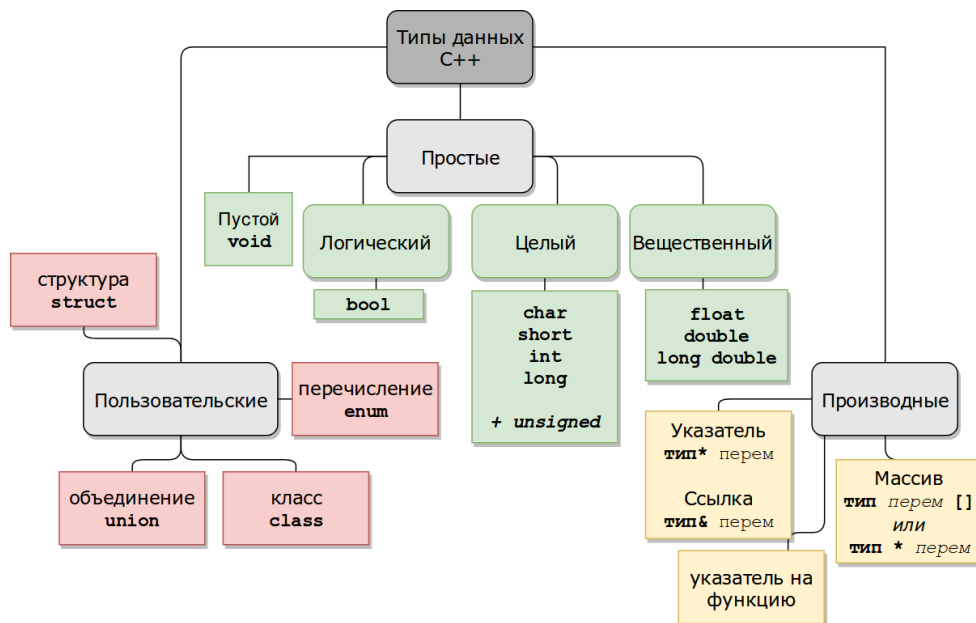 Типы данных
C++
Простые
Пустой
void
Логический
Целый
Вещественный
bool
char
short
int
long
+ unsigned
float
double
long double
структура
struct
Пользовательские
перечисление
enum
объединение
union
класс
class
Производные
Указатель
тип* перем
Ссылка
тип& перем
Массив
тип перем []
или
тип * перем
указатель на
функцию